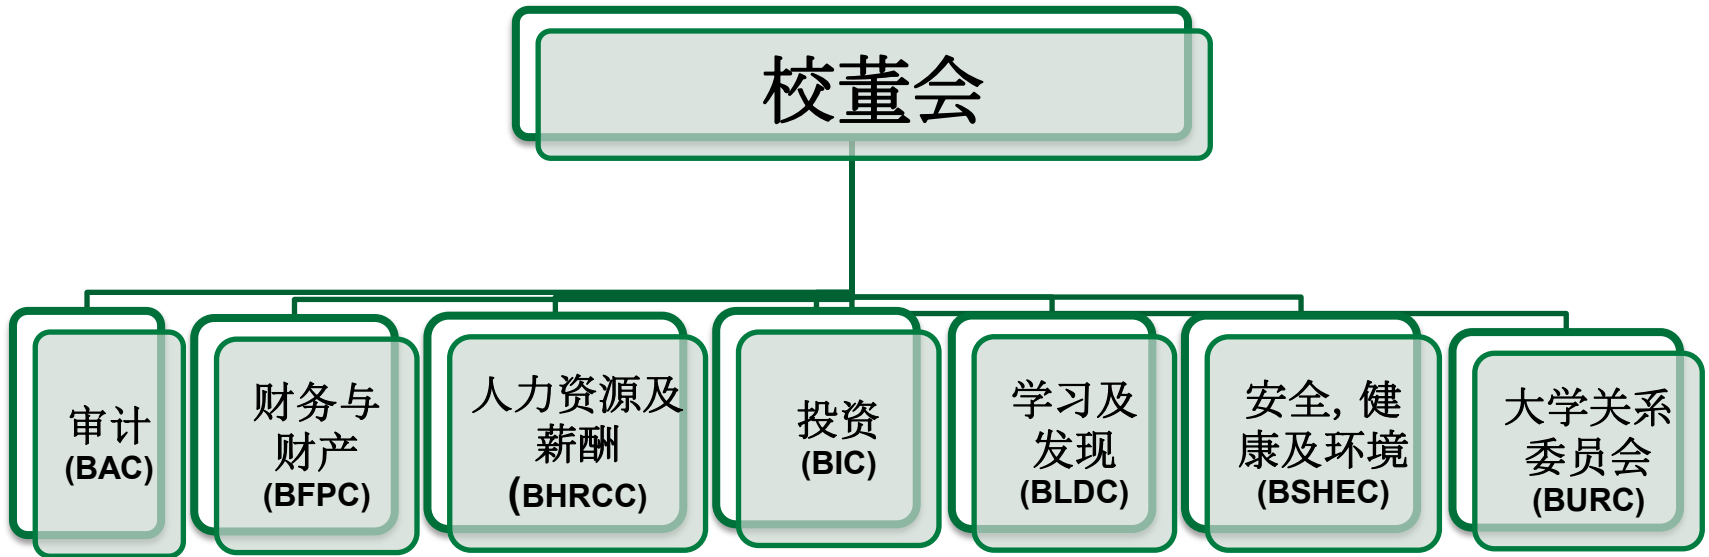 校董会
审计
(BAC)
财务与
财产
(BFPC)
人力资源及
薪酬
(BHRCC)
投资
(BIC)
学习及
发现
(BLDC)
安全, 健
康及环境
(BSHEC)
大学关系
委员会
(BURC)